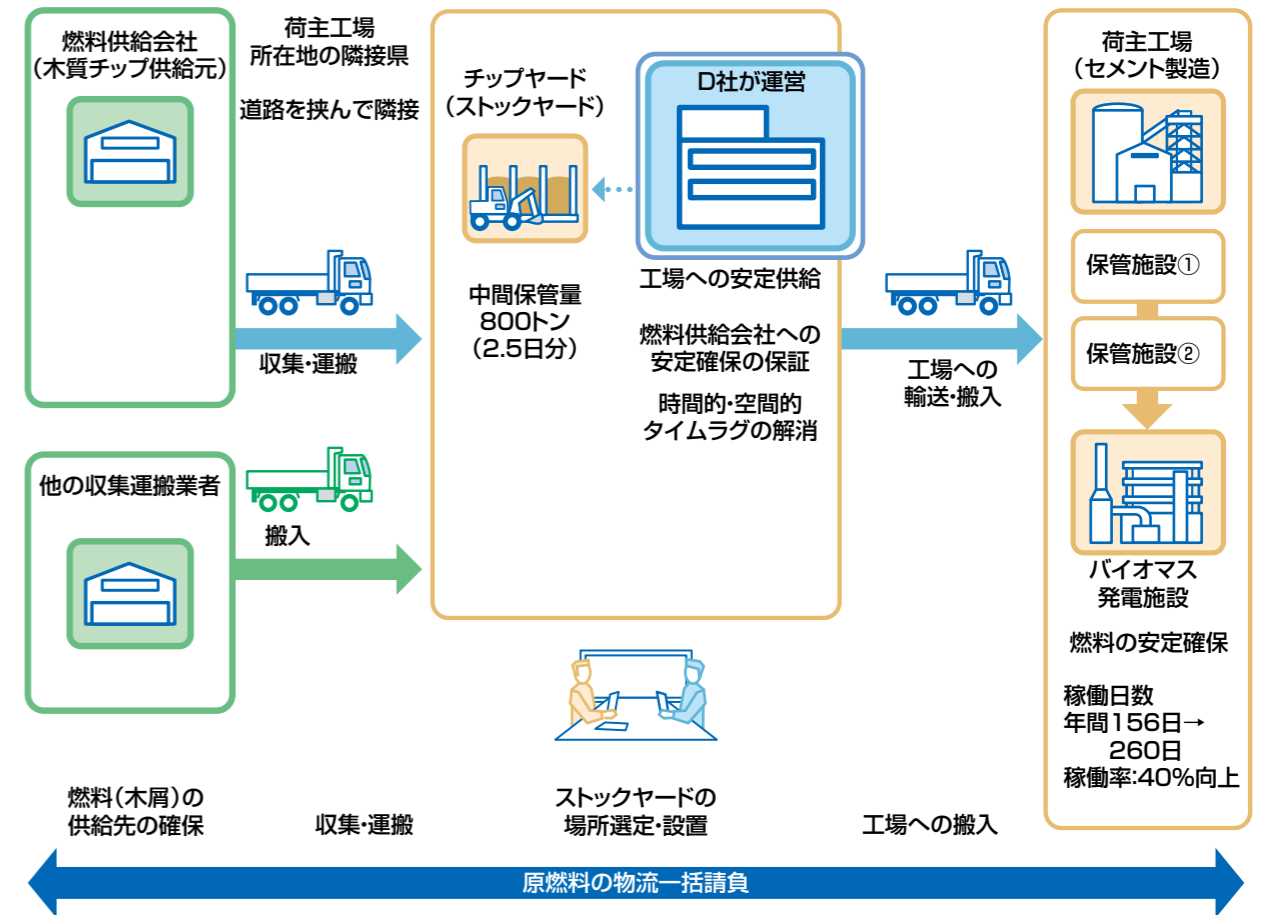 燃料供給会社
（木質チップ供給元）
荷主工場
所在地の隣接県
道路を挟んで隣接
収集・運搬
他の収集運搬業者
搬入
チップヤード
（ストックヤード）
中間保管量
800トン
（2.5日分）
D社が運営
工場への安定供給
燃料供給会社への
安定確保の保証
時間的・空間的
タイムラグの解消
工場への
輸送・搬入
荷主工場
（セメント製造）
保管施設①
保管施設②
バイオマス
発電施設
燃料の安定確保
稼働日数
年間156日→
260日
稼働率：40％向上
燃料（木屑）の
供給先の確保
収集・運搬
ストックヤードの
場所選定・設置
工場への搬入
原燃料の物流一括請負